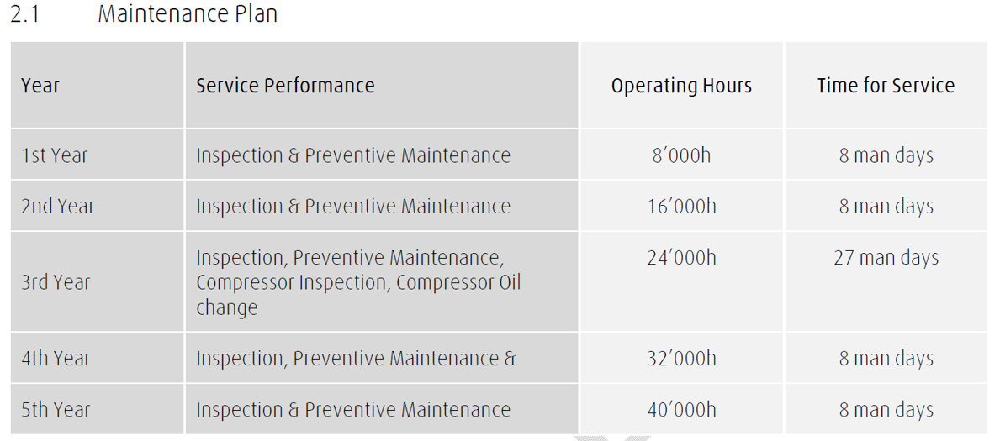 2.1 Maintenance Plan
Year Service Performance Operating Hours Time for Service
1st Year Inspection & Preventive Maintenance 8’000h 8 man days
2nd Year Inspection & Preventive Maintenance 16’000h 8 man days
3rd Year Inspection, Preventive Maintenance, 24’000h 27 man days
Compressor Inspection, Compressor Oil
change
4th Year Inspection, Preventive Maintenance & 32’000h 8 man days
5th Year Inspection & Preventive Maintenance 40’000h 8 man days